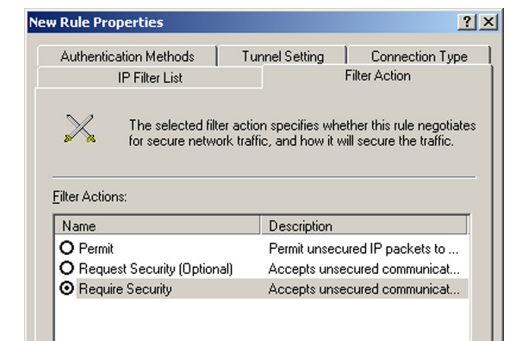 New Rule Properties
Authentication Methods Tunnel Setting Connection Type
IP Filter List Filter Action
The selected filter action specifies whether this rule negotiates
for secure network traffic, and how it will secure the traffic.
Filter Actions:
Name Description
Permit Permit unsecured IP packets to ...
Request Security (Optional) Accepts unsecured communicat...
Require Security Accepts unsecured communicat...